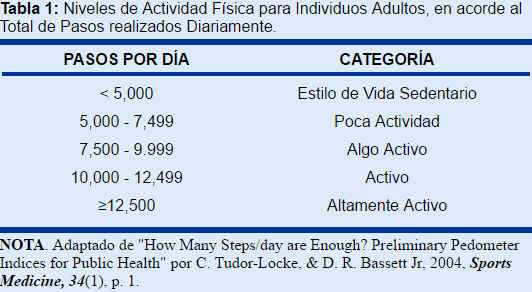 Tabla 1: Niveles de Actividad Física para Individuos Adultos, en acorde al
Total de Pasos realizados Diariamente.
PASOS POR DÍA CATEGORÍA
< 5,000 Estilo de Vida Sedentario
5,000 - 7,499 Poca Actividad
7,500 - 9.999 Algo Activo
10,000 - 12,499 Activo
≥12,500 Altamente Activo
NOTA. Adaptado de "How Many Steps/day are Enough? Preliminary Pedometer
Indices for Public Health" por C. Tudor-Locke, & D. R. Bassett Jr, 2004, Sports
Medicine, 34(1), p. 1.